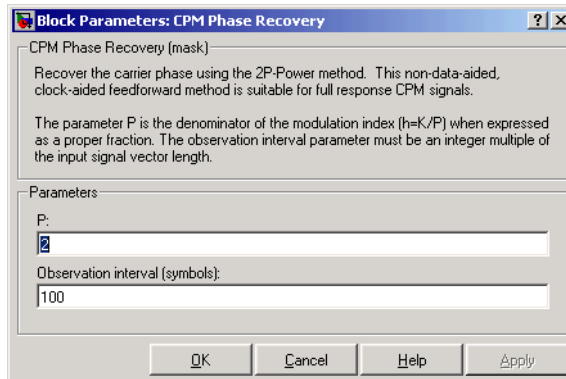 Block Parameters: CPM Phase Recovery
CPM Phase Recovery (mask)
Recover the carrier phase using the 2P-Power method. This non-data-aided,
clock-aided feedforward method is suitable for full response CPM signals.
The parameter P is the denominator of the modulation index (h=K/P) when expressed
as a proper fraction. The observation interval parameter must be an integer multiple of
the input signal vector length.
Parameters
P:
2
Observation interval (symbols):
100
OK Cancel Help Apply